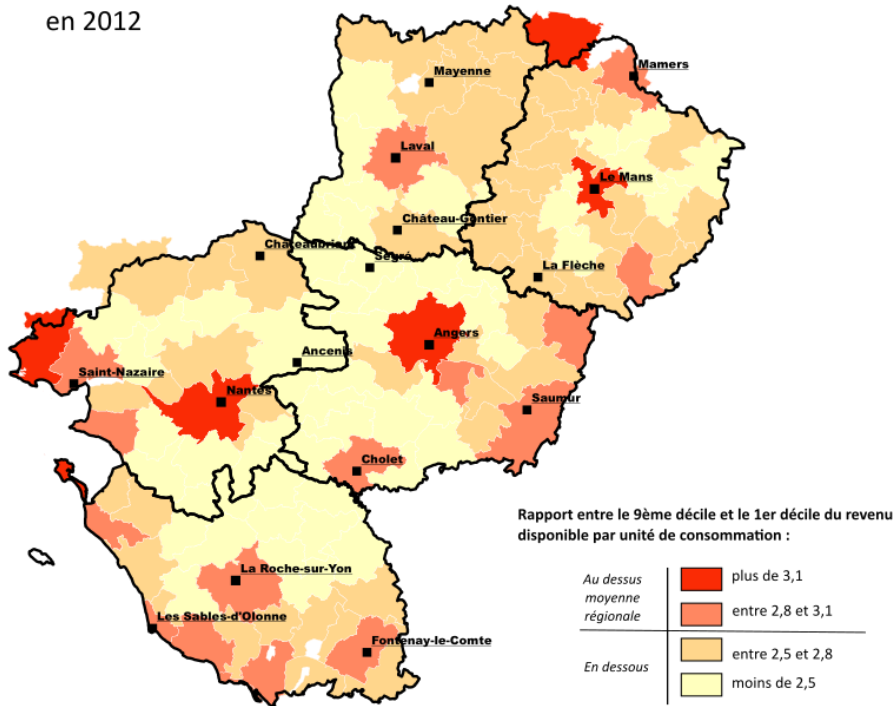 en 2012
Mayenne
Mamers
Laval
Le Mans
Château-Gontier
Châteaubriant
Segré
La Flèche
Angers
Ancenis
Saint-Nazaire
Nantes
Saumur
Cholet
Rapport entre le 9ème décile et le 1er décile du revenu
disponible par unité de consommation :
La Roche-sur-Yon
Au dessus
moyenne
régionale
plus de 3,1
entre 2,8 et 3,1
Les Sables-d'Olonne
Fontenay-le-Comte
En dessous
entre 2,5 et 2,8
moins de 2,5